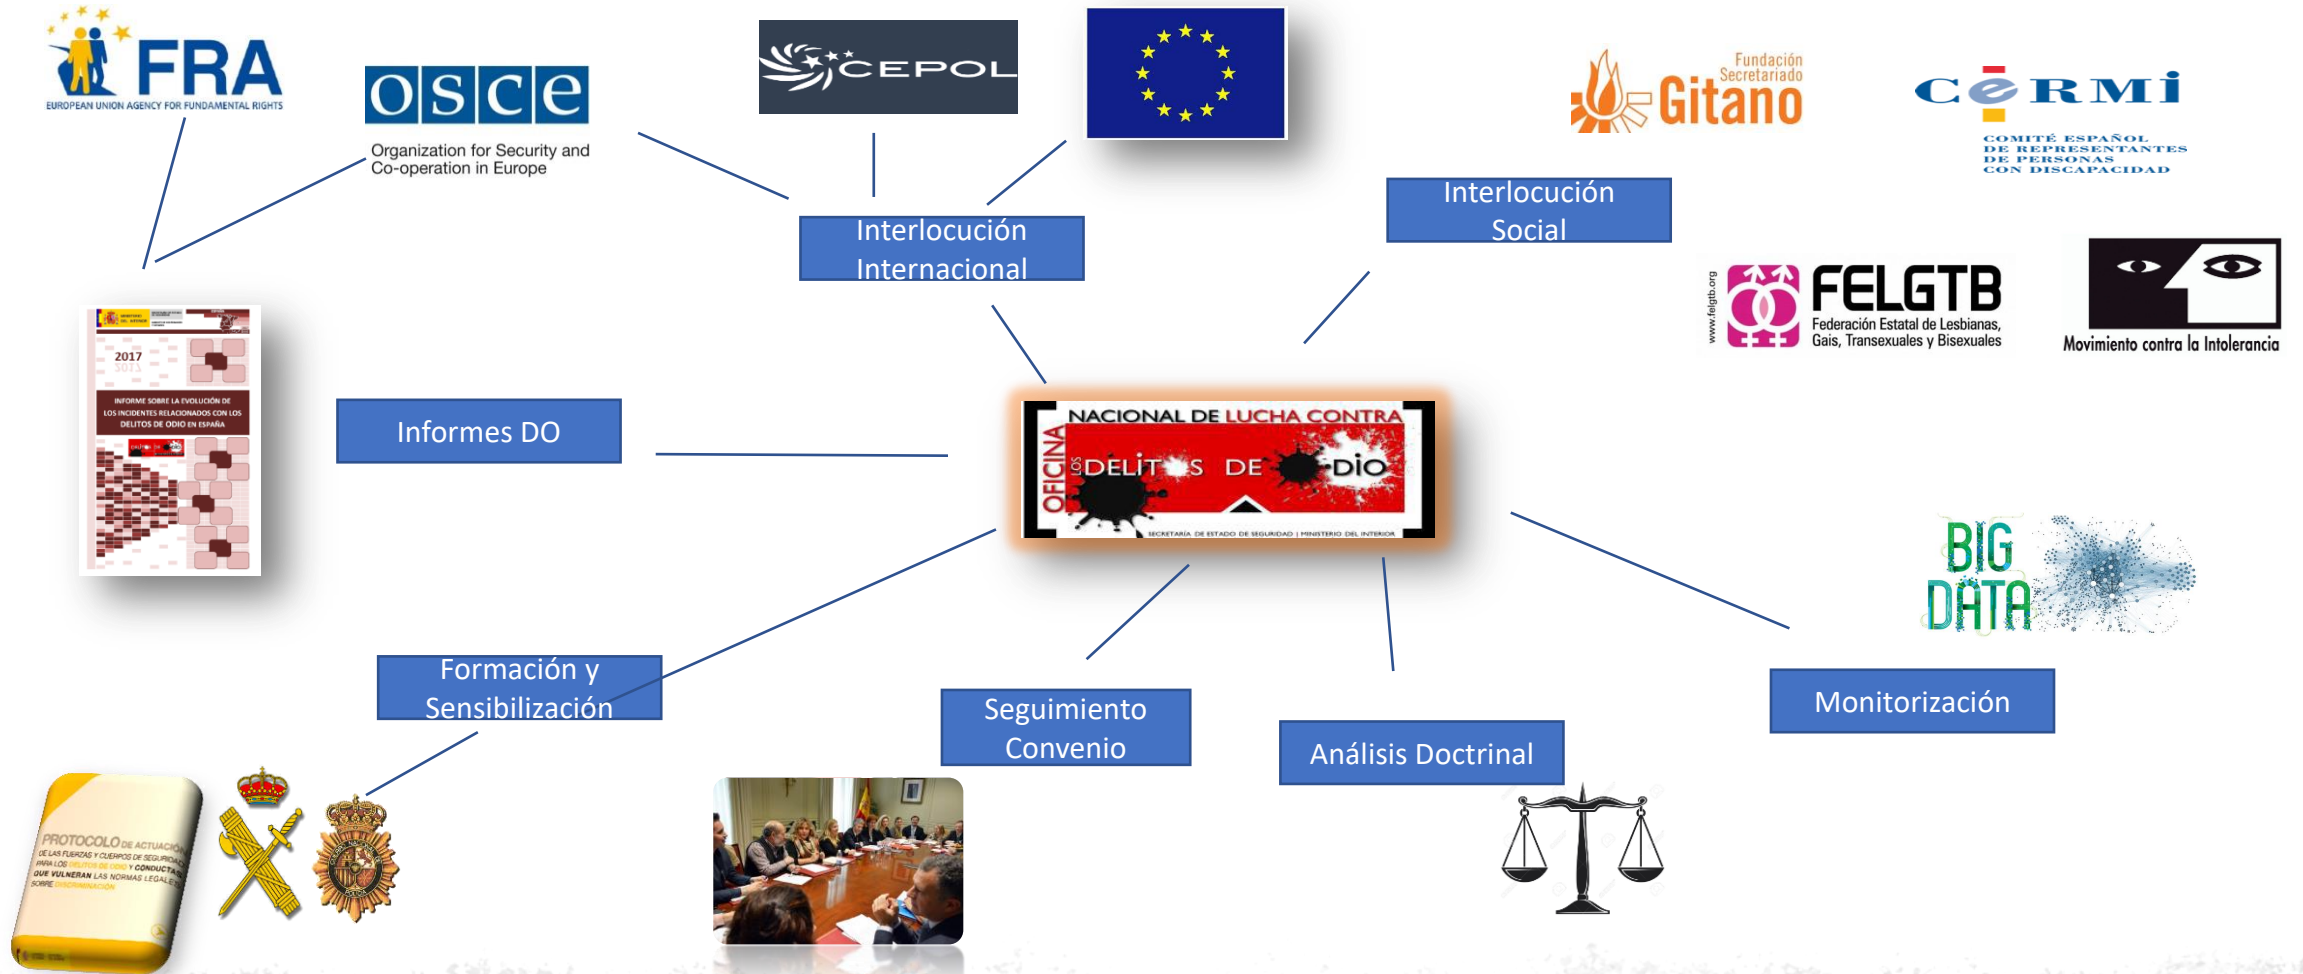 FRA
EUROPEAN UNION AGENCY FOR FUNDAMENTAL RIGHTS
osce
Organization for Security and
Co-operation in Europe
CEPOL
Fundación
Secretariado
Gitano
CERMi
COMITÉ ESPAÑOL
DE REPRESENTANTES
DE PERSONAS
CON DISCAPACIDAD
Interlocución
Social
Interlocución
Internacional
www.felgtb.org
FELGTB
Federación Estatal de Lesbianas,
Gais, Transexuales y Bisexuales
Movimiento contra la Intolerancia
MINISTERIO
DEL INTERIOR
2017
INFORME SOBRE LA EVOLUCIÓN DE
LOS INCIDENTES RELACIONADOS CON LOS
DELITOS DE ODIO EN ESPAÑA
Informes DO
OFICINA
NACIONAL DE LUCHA CONTRA
LOS
DELITOS DE ODIO
SECRETARÍA DE ESTADO DE SEGURIDAD | MINISTERIO DEL INTERIOR
BIG
DATA
Formación y
Sensibilización
Seguimiento
Convenio
Análisis Doctrinal
Monitorización
PROTOCOLO DE ACTUACIÓN
DE LAS FUERZAS Y CUERPOS DE SEGURIDAD
PARA LOS DELITOS DE ODIO Y CONDUCTAS
QUE VULNERAN LAS NORMAS LEGALES
SOBRE DISCRIMINACIÓN